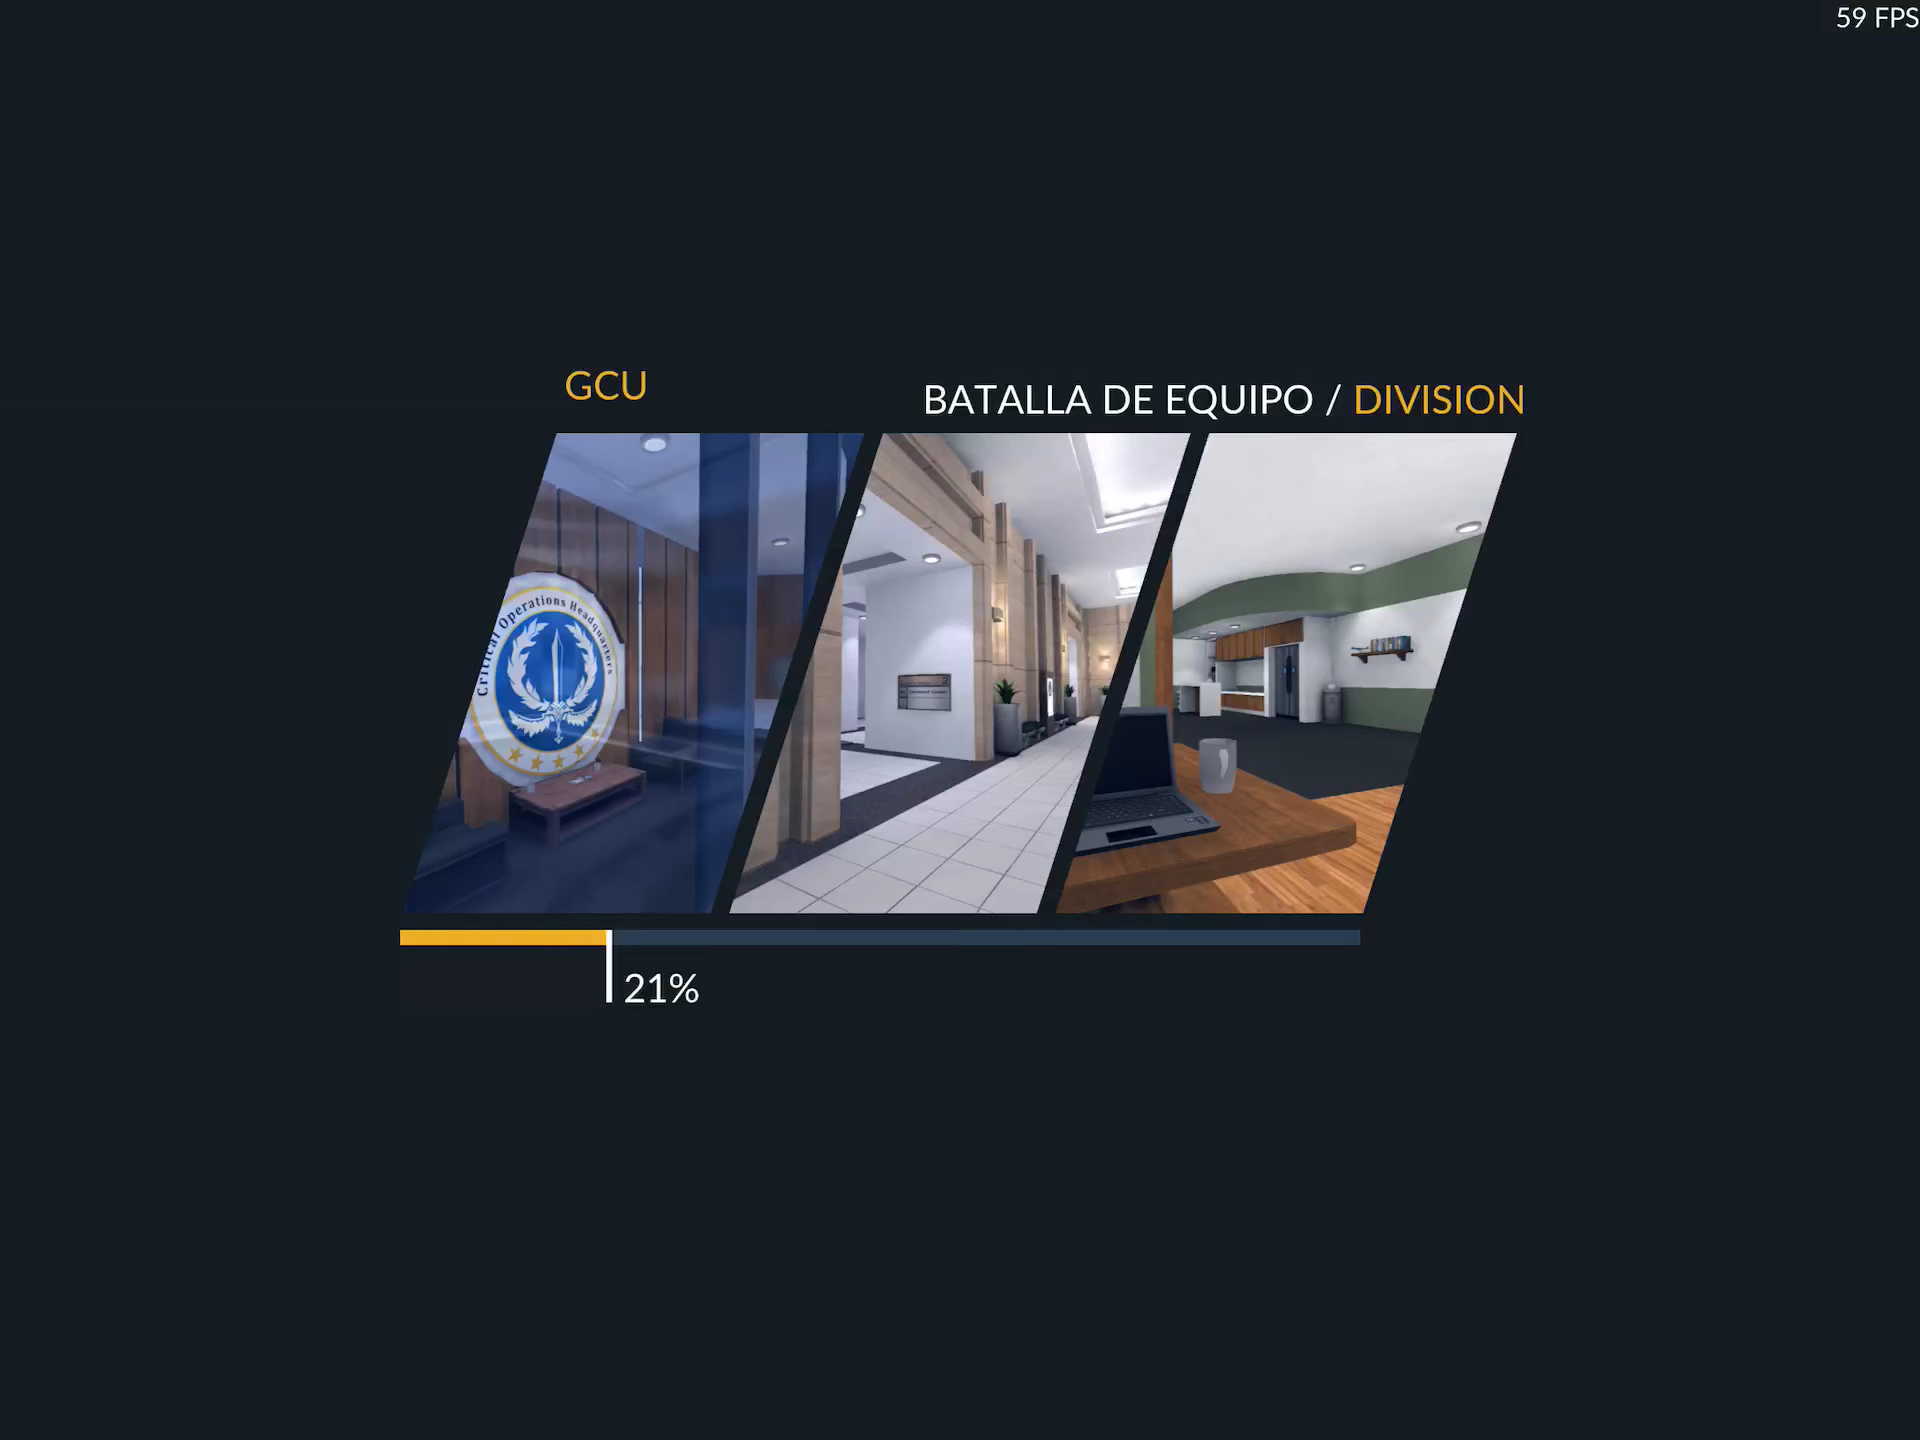 59 FPS
GCU
BATALLA DE EQUIPO / DIVISION
Critical Operations Headquarters
21%